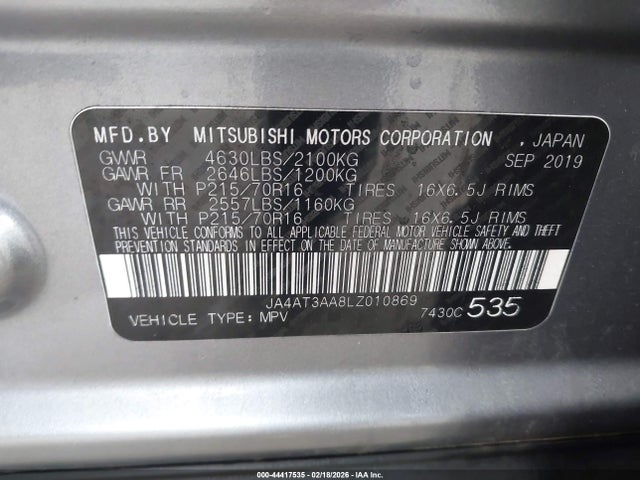 MFD.BY MITSUBISHI MOTORS CORPORATION , JAPAN
GVWR 4630LBS/2100KG SEP 2019
GAWR FR 2646LBS/1200KG
WITH P215/70R16 TIRES 16X6.5J RIMS
GAWR RR 2557LBS/1160KG
WITH P215/70R16 TIRES 16X6.5J RIMS
THIS VEHICLE CONFORMS TO ALL APPLICABLE FEDERAL MOTOR VEHICLE SAFETY AND THEFT
PREVENTION STANDARDS IN EFFECT ON THE DATE OF MANUFACTURE SHOWN ABOVE.
JA4AT3AA8LZ010869
VEHICLE TYPE: MPV 7430C 535
000-44417535 - 02/18/2026 - IAA Inc.